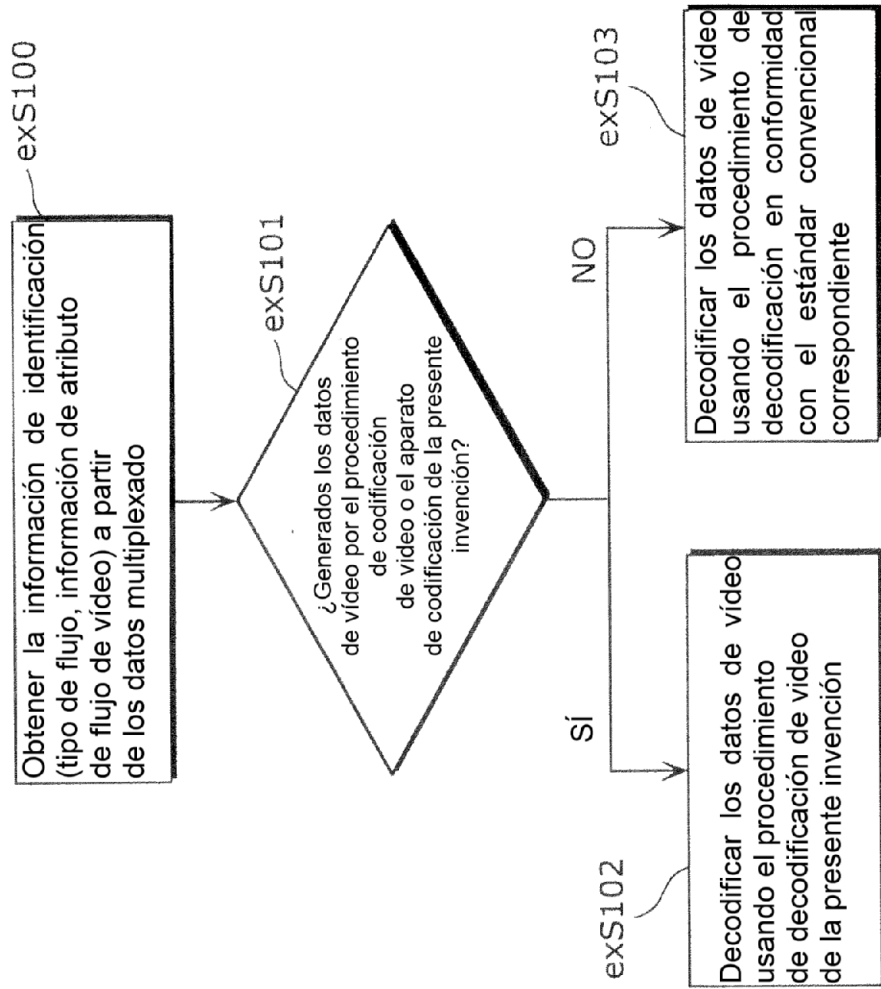 exS100
Obtener la información de identificación
(tipo de flujo, información de atributo
de flujo de vídeo) a partir
de los datos multiplexado
exS101
¿Generados los datos
de vídeo por el procedimiento
de codificación
de video o el aparato
de codificación de la presente
invención?
SÍ
NO
exS102
Decodificar los datos de vídeo
usando el procedimiento
de decodificación de video
de la presente invención
exS103
Decodificar los datos de vídeo
usando el procedimiento de
decodificación en conformidad
con el estándar convencional
correspondiente